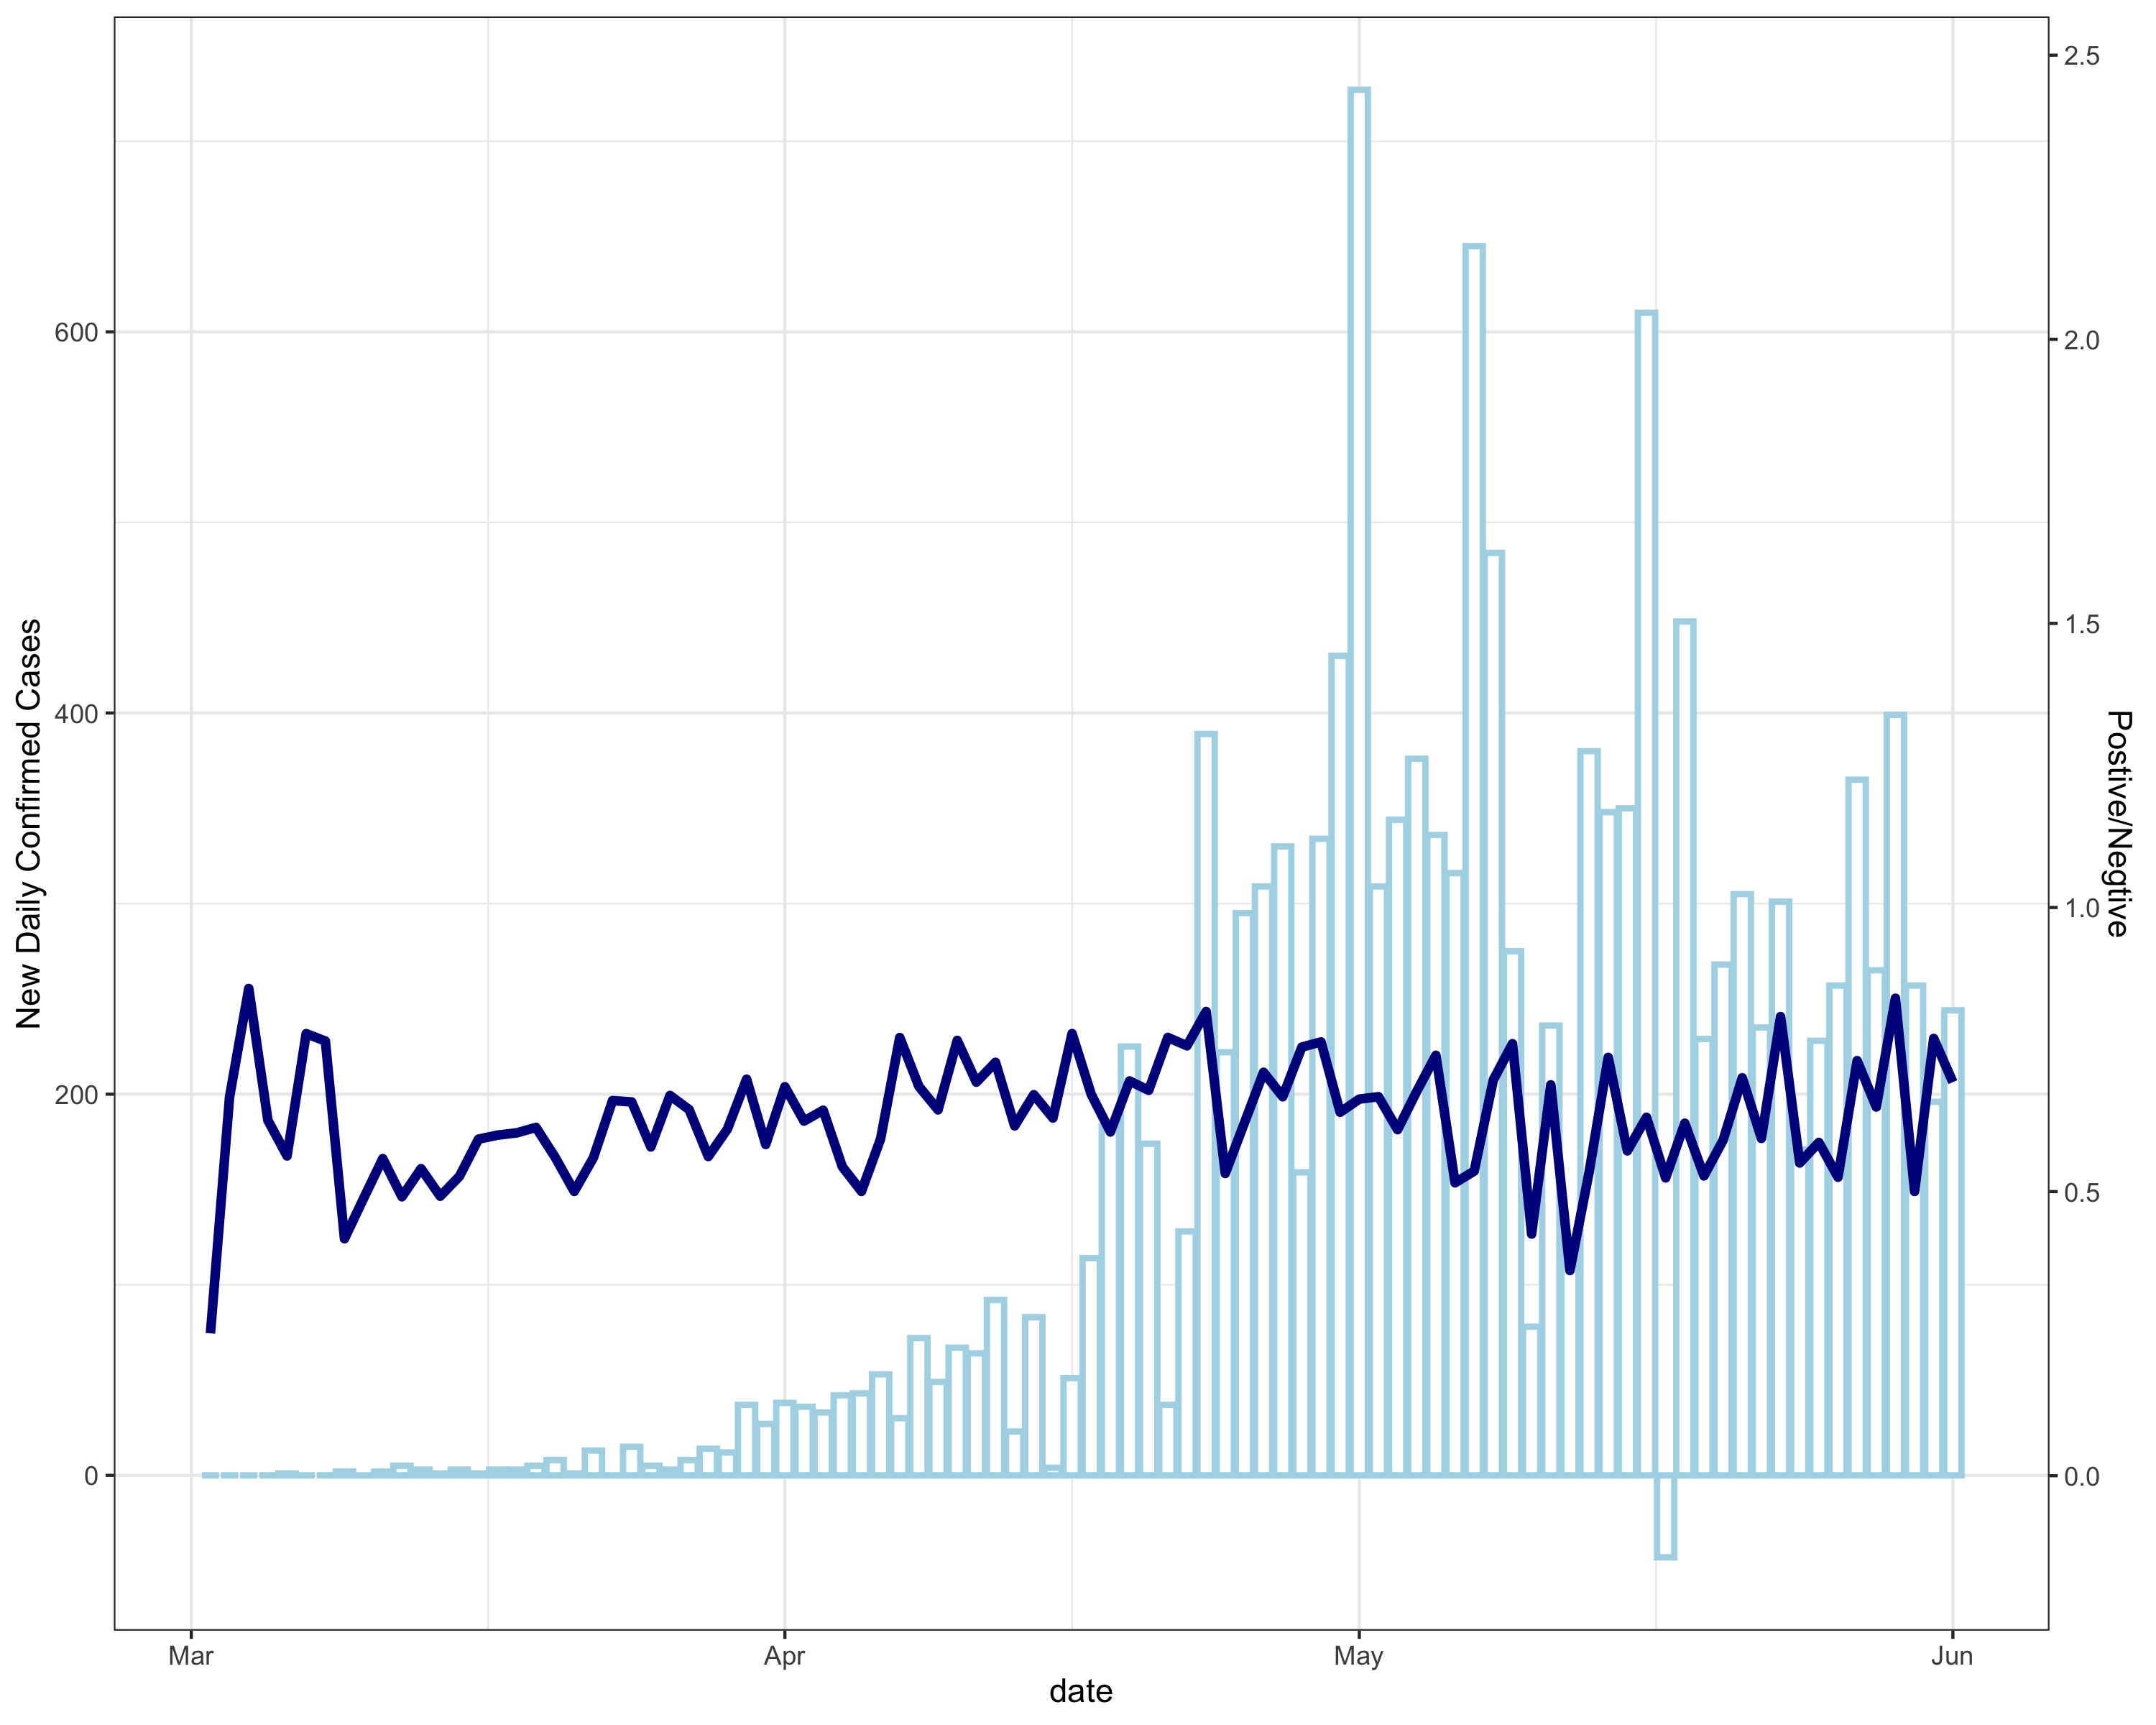 New Daily Confirmed Cases
600
400
200
0
2.5
2.0
1.5
1.0
0.5
0.0
Postive/Negtive
Mar
Apr
May
Jun
date